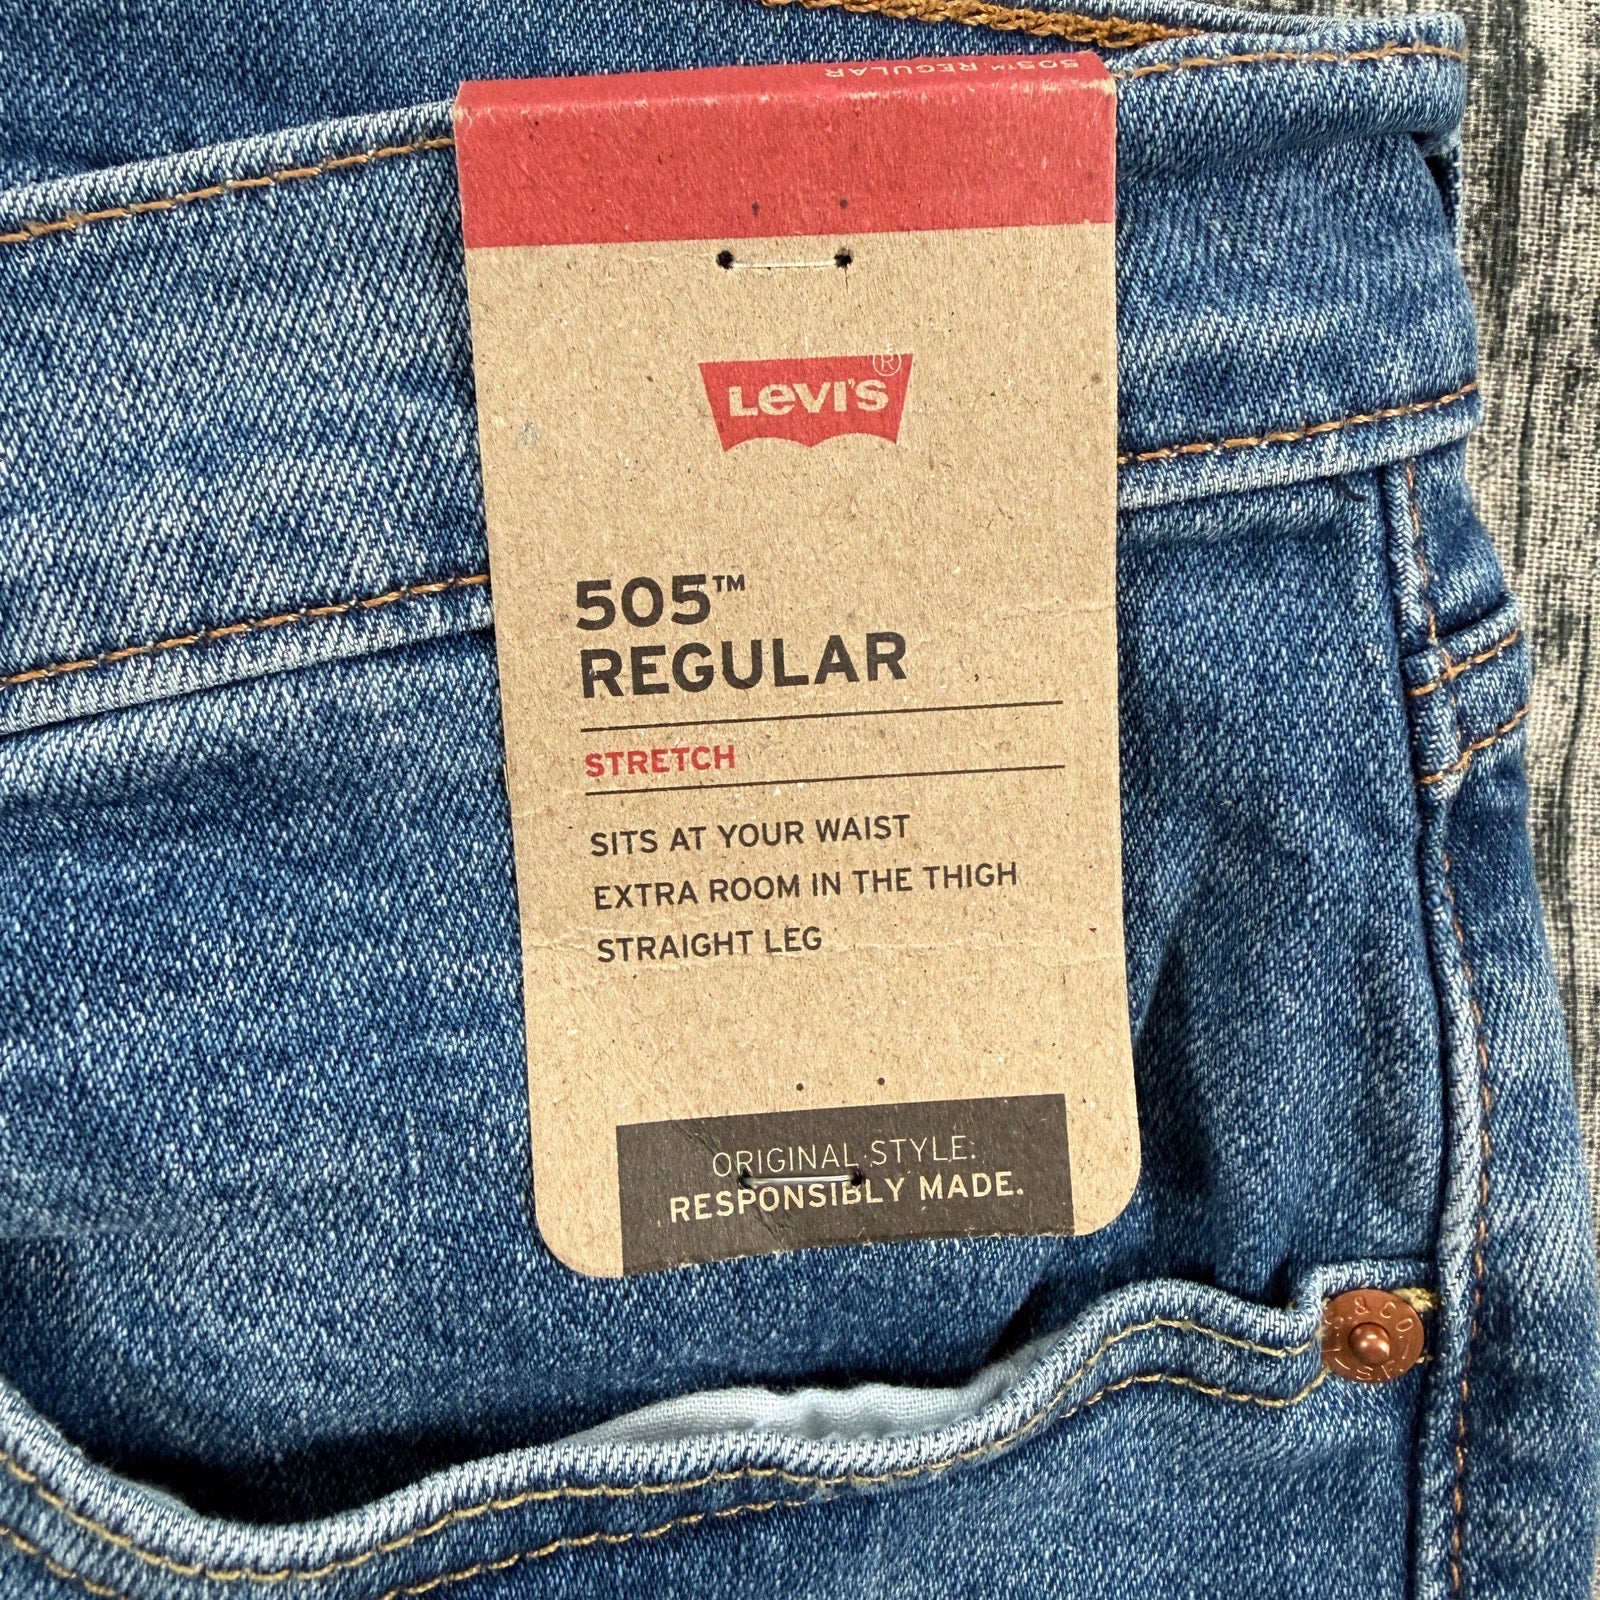 505™ REGULAR
LEVI'S®
505™
REGULAR
STRETCH
SITS AT YOUR WAIST
EXTRA ROOM IN THE THIGH
STRAIGHT LEG
ORIGINAL STYLE.
RESPONSIBLY MADE.
& CO